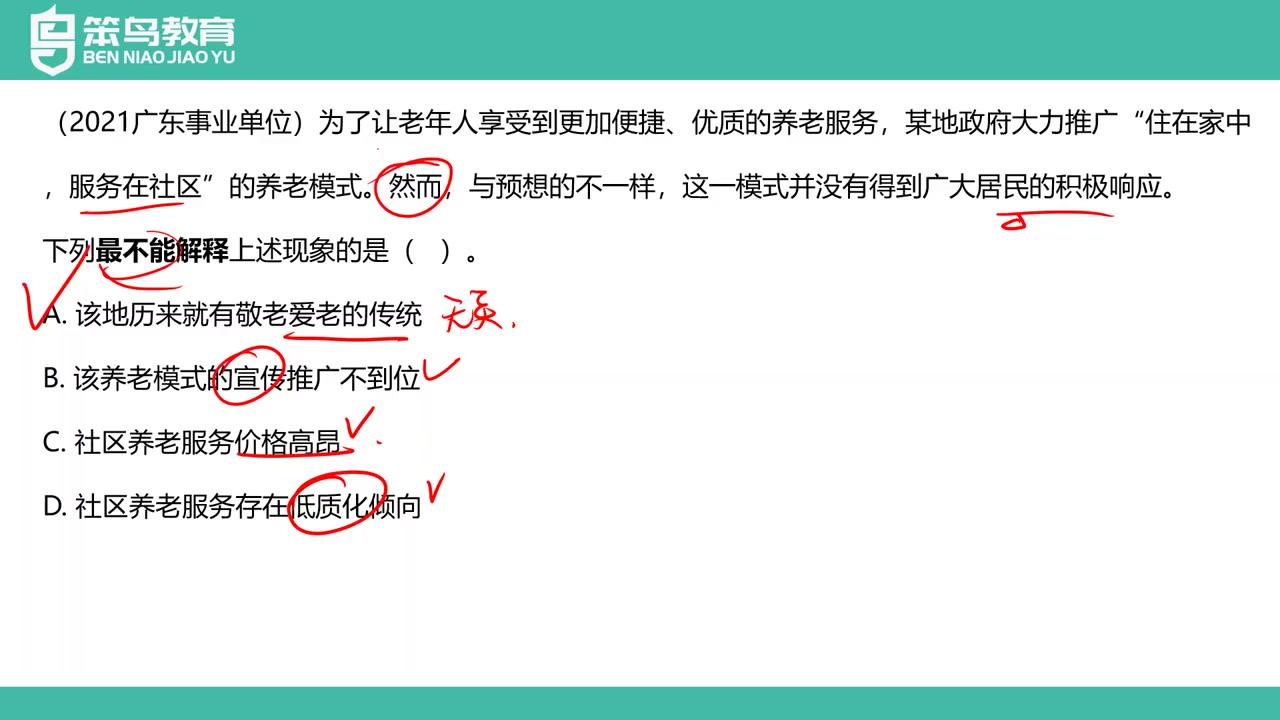 笨鸟教育
BEN NIAO JIAO YU
（2021广东事业单位）为了让老年人享受到更加便捷、优质的养老服务，某地政府大力推广“住在家中
，服务在社区”的养老模式。然而，与预想的不一样，这一模式并没有得到广大居民的积极响应。
下列最不能解释上述现象的是（ ）。
A. 该地历来就有敬老爱老的传统 无关.
B. 该养老模式的宣传推广不到位
C. 社区养老服务价格高昂
D. 社区养老服务存在低质化倾向